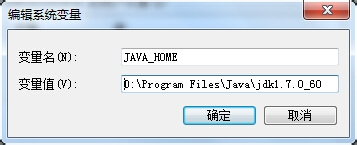 编辑系统变量
变量名(N):
JAVA_HOME
变量值(V):
D:\Program Files\Java\jdk1.7.0_60
确定
取消